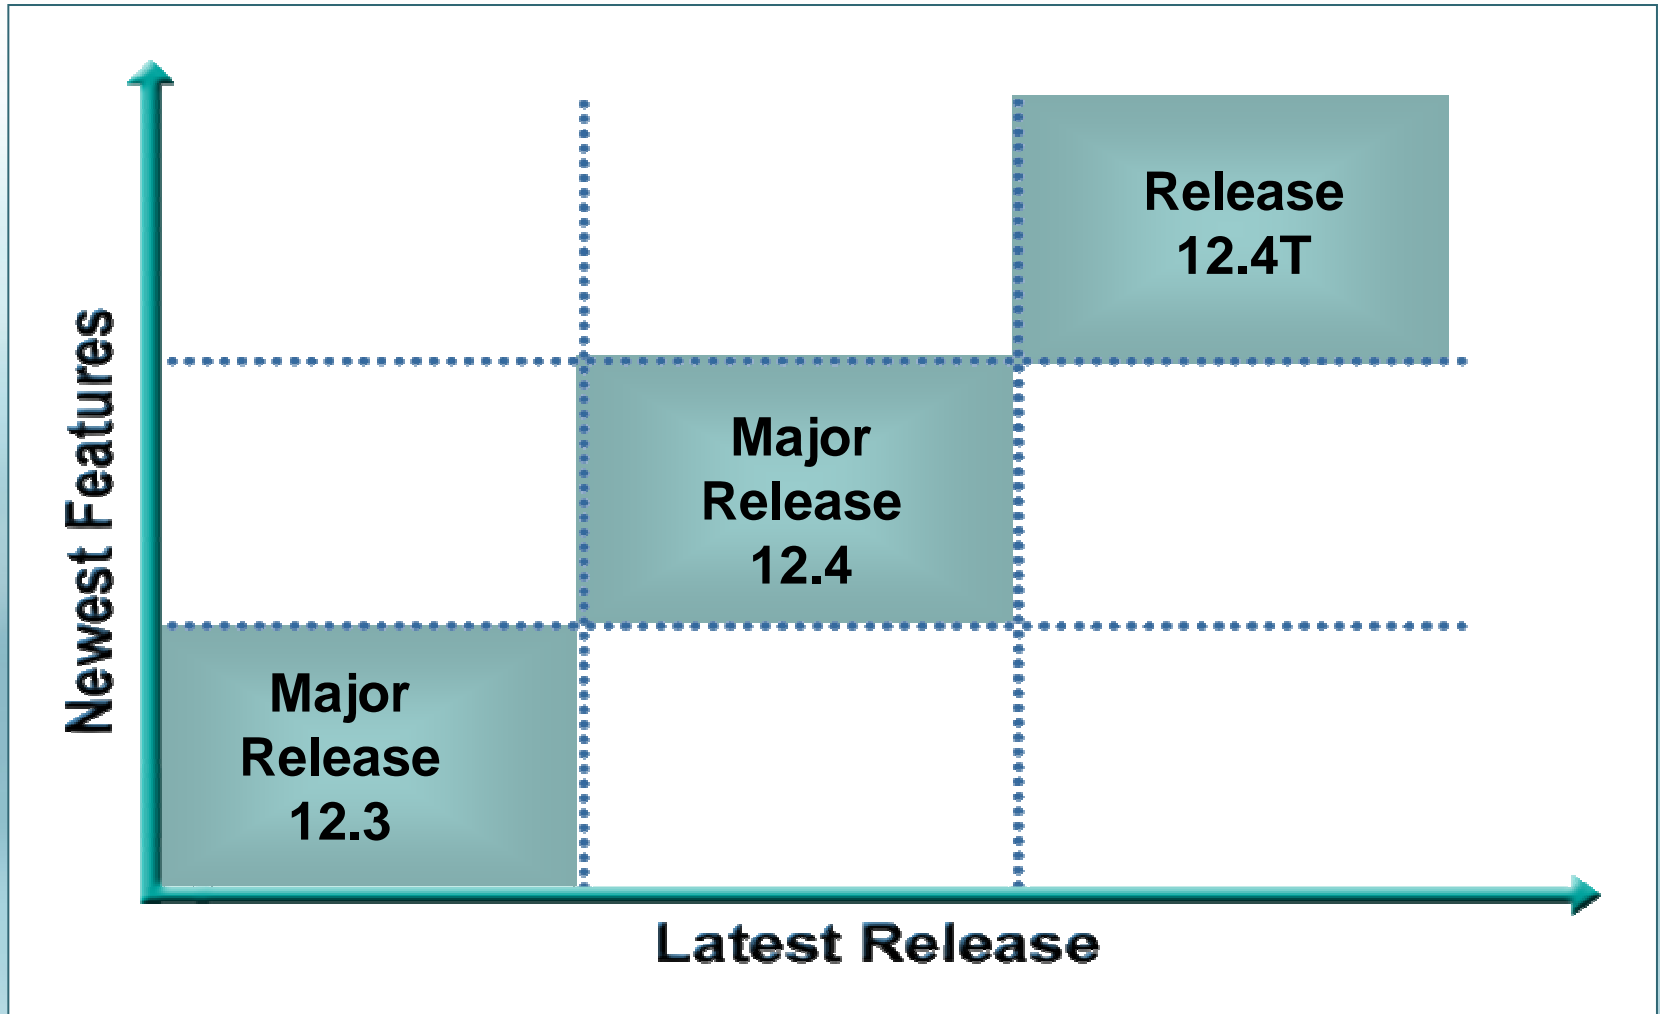 Release
12.4T
Major
Release
12.4
Major
Release
12.3
Newest Features
Latest Release